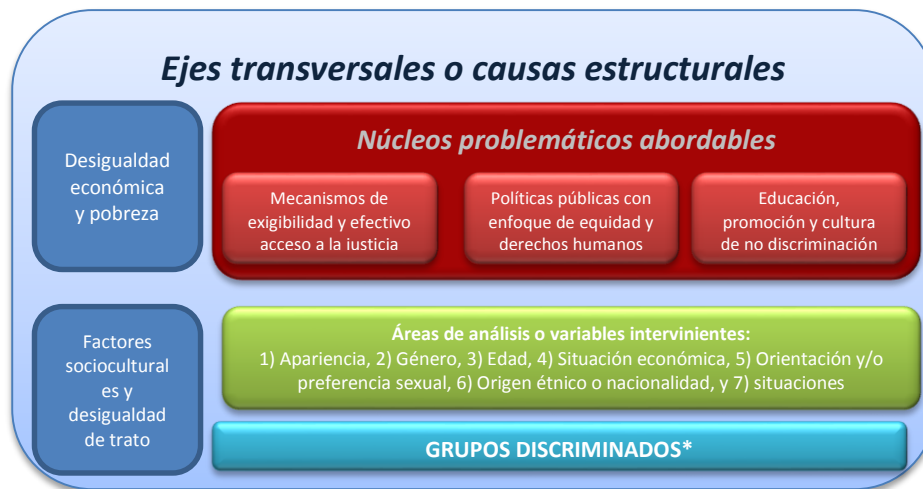 Ejes transversales o causas estructurales
Desigualdad
económica
y pobreza
Núcleos problemáticos abordables
Mecanismos de
exigibilidad y efectivo
acceso a la iusticia
Políticas públicas con
enfoque de equidad y
derechos humanos
Educación,
promoción y cultura
de no discriminación
Factores
sociocultural
es y
desigualdad
de trato
Áreas de análisis o variables intervinientes:
1) Apariencia, 2) Género, 3) Edad, 4) Situación económica, 5) Orientación y/o
preferencia sexual, 6) Origen étnico o nacionalidad, y 7) situaciones
GRUPOS DISCRIMINADOS*